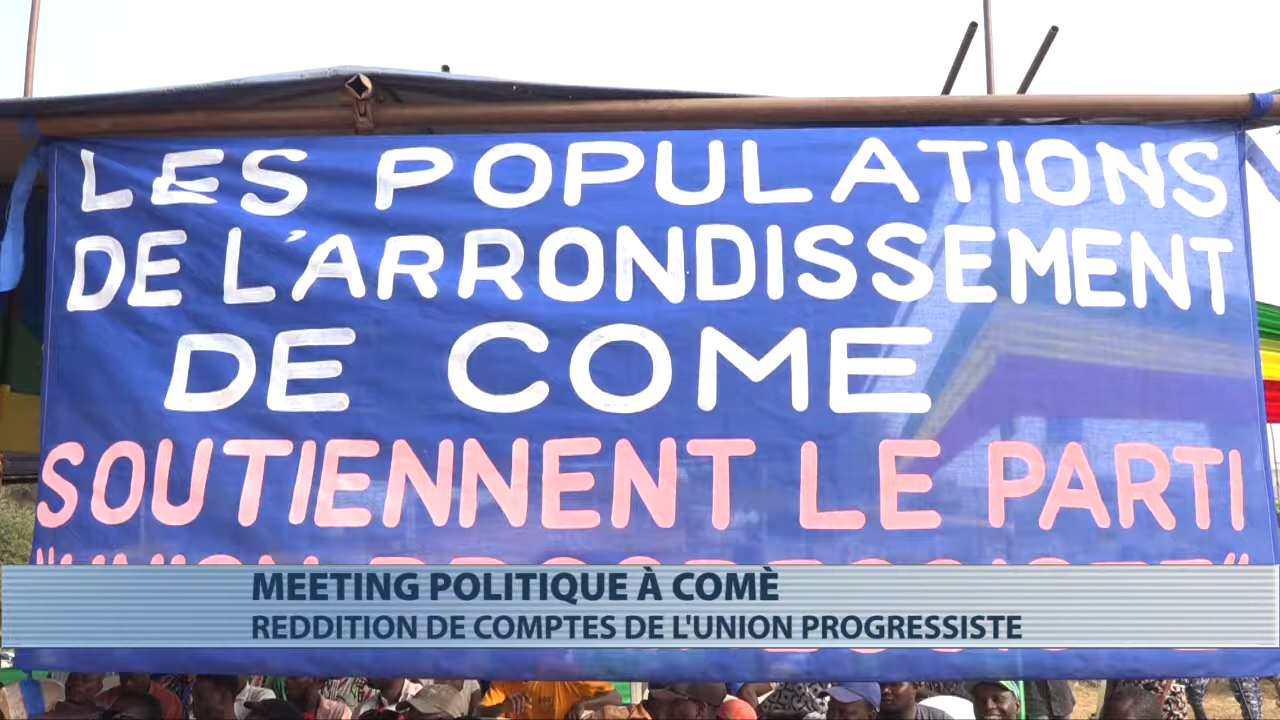 LES POPULATIONS
DE L'ARRONDISSEMENT
DE COME
SOUTIENNENT LE PARTI
MEETING POLITIQUE À COMÈ
REDDITION DE COMPTES DE L'UNION PROGRESSISTE